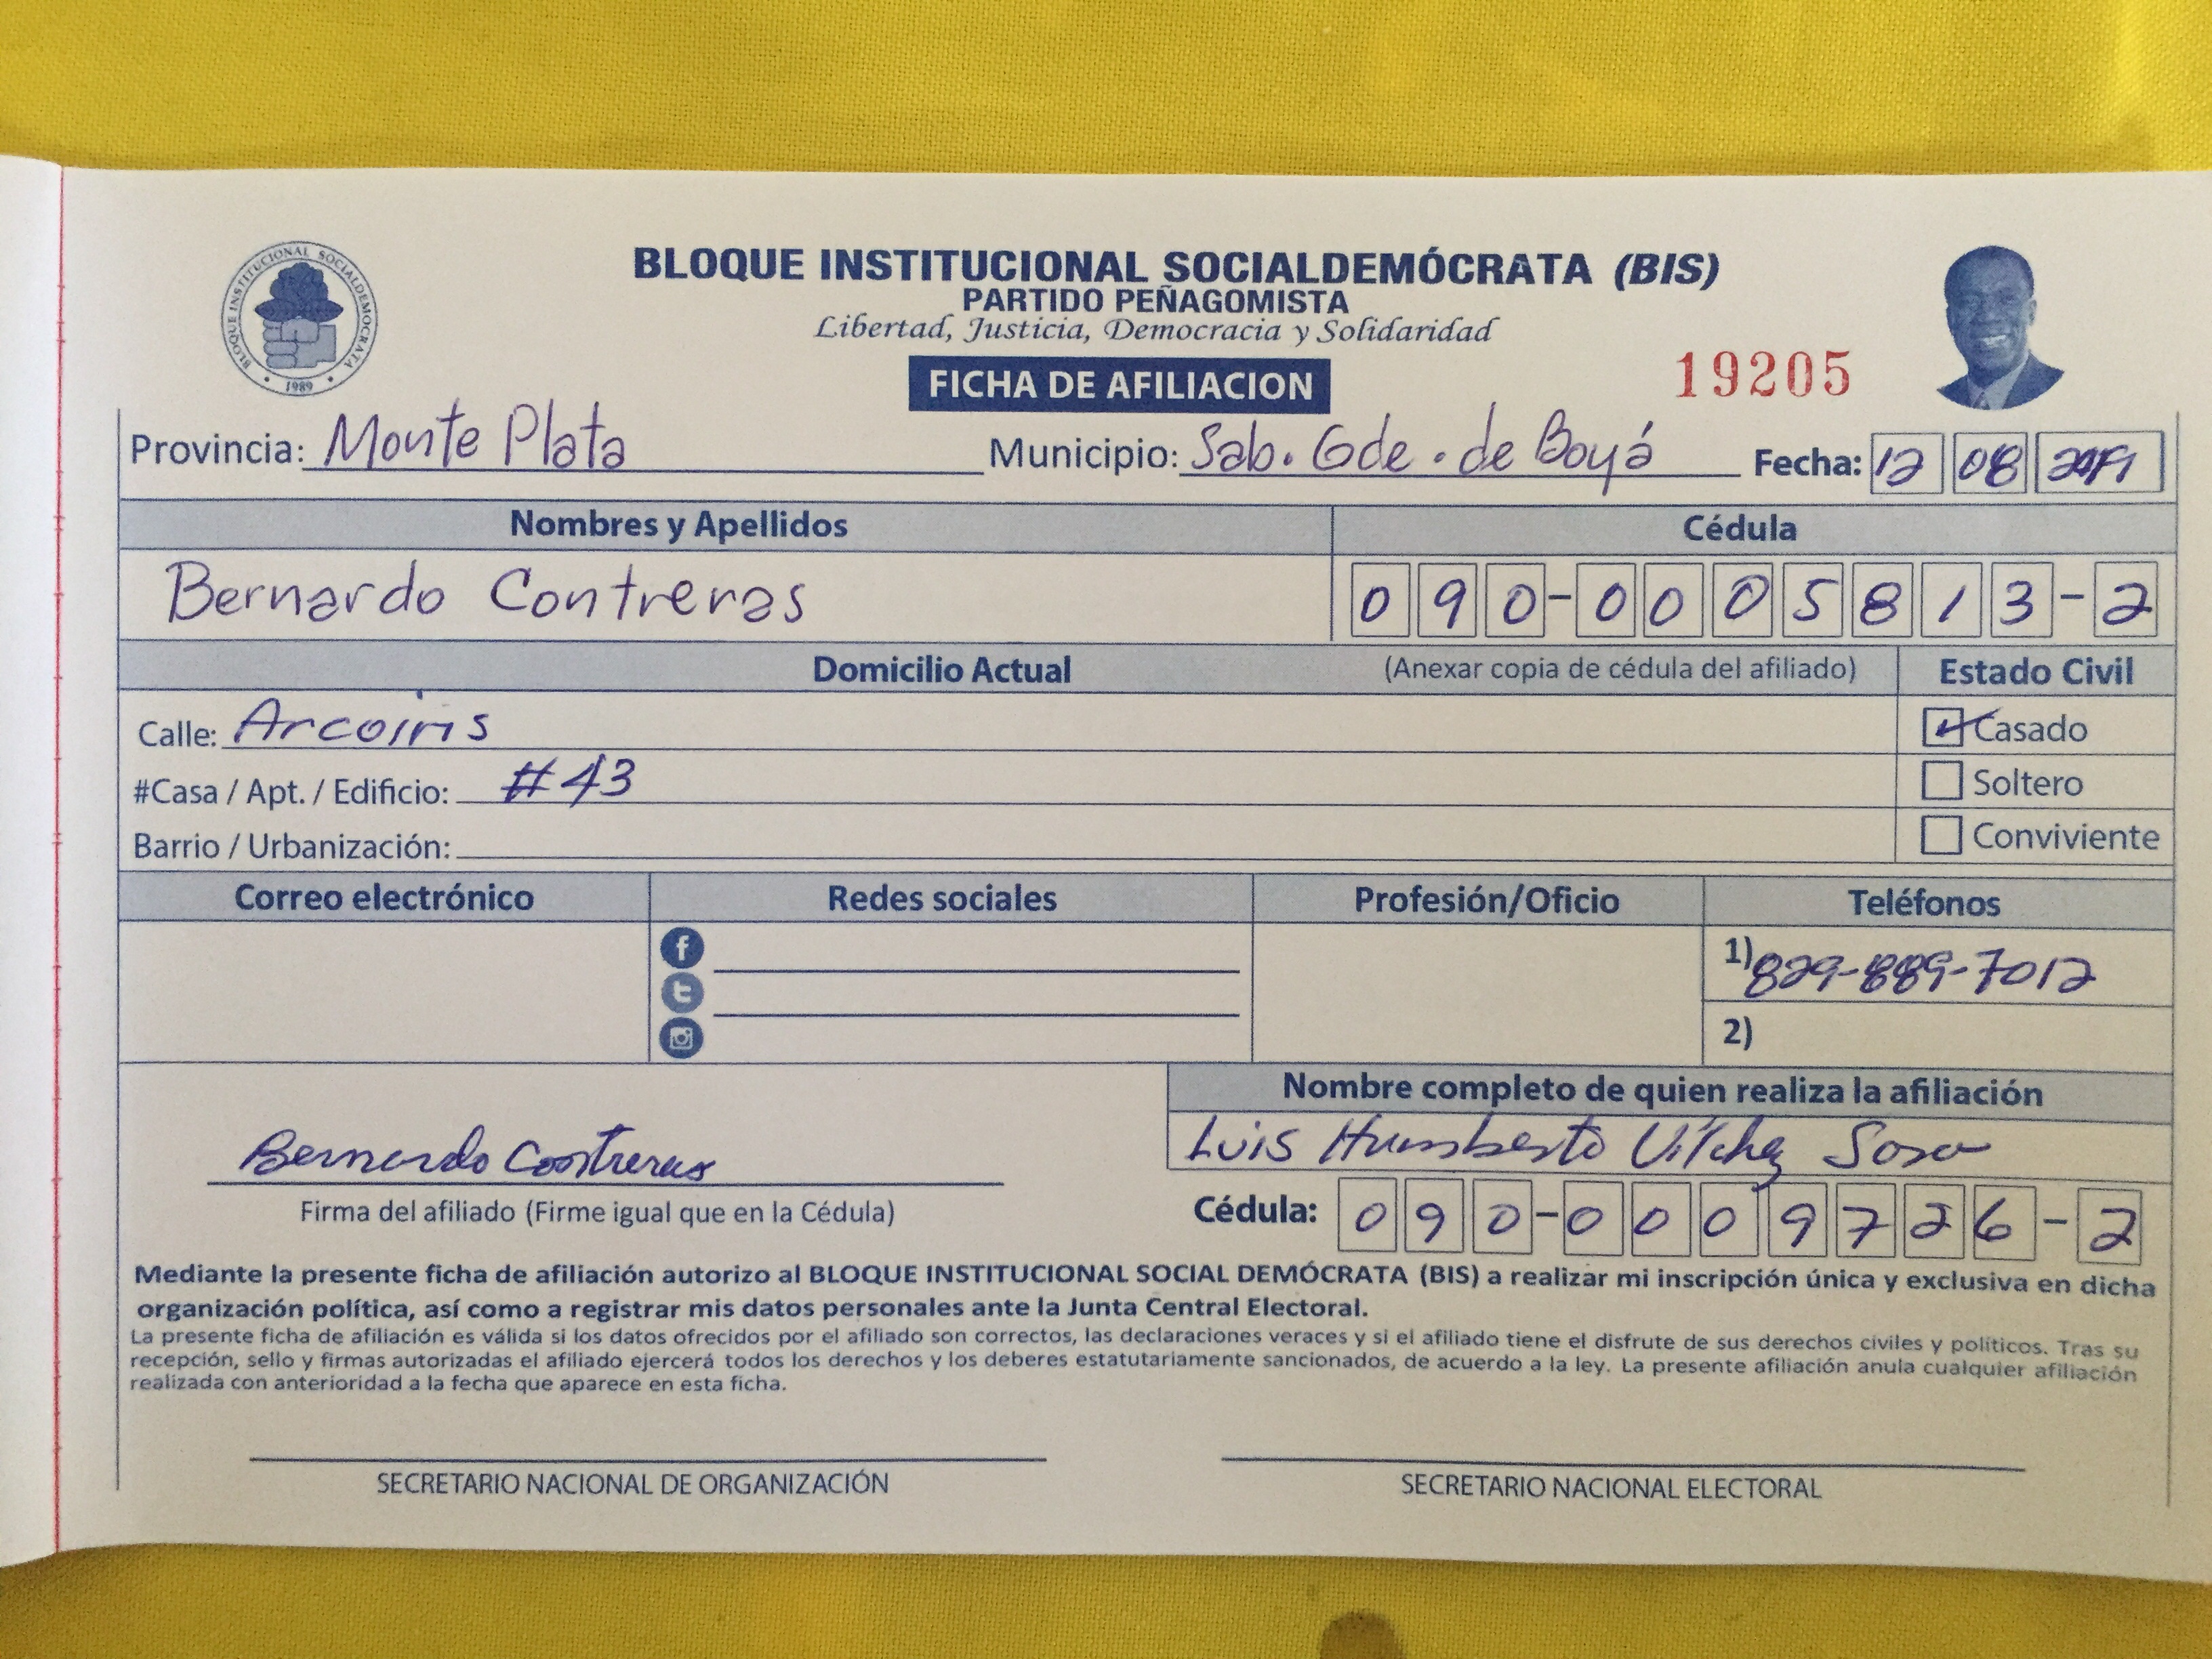 BLOQUE INSTITUCIONAL SOCIALDEMOCRATA
1989
BLOQUE INSTITUCIONAL SOCIALDEMÓCRATA (BIS)
PARTIDO PEÑAGOMISTA
Libertad, Justicia, Democracia y Solidaridad
FICHA DE AFILIACION
19205
Provincia: Monte Plata Municipio: Sab. Gde. de Boyá Fecha: 12 08 2019
Nombres y Apellidos Cédula
Bernardo Contreras 090-0005813-2
Domicilio Actual (Anexar copia de cédula del afiliado) Estado Civil
Calle: Arcoiris Casado
#Casa / Apt. / Edificio: #43 Soltero
Barrio / Urbanización: Conviviente
Correo electrónico Redes sociales Profesión/Oficio Teléfonos
1) 829-889-7012
2)
Nombre completo de quien realiza la afiliación
Bernardo Contreras Luis Humberto Vilchez Sosa
Firma del afiliado (Firme igual que en la Cédula) Cédula: 090-0009726-2
Mediante la presente ficha de afiliación autorizo al BLOQUE INSTITUCIONAL SOCIAL DEMÓCRATA (BIS) a realizar mi inscripción única y exclusiva en dicha
organización política, así como a registrar mis datos personales ante la Junta Central Electoral.
La presente ficha de afiliación es válida si los datos ofrecidos por el afiliado son correctos, las declaraciones veraces y si el afiliado tiene el disfrute de sus derechos civiles y políticos. Tras su
recepción, sello y firmas autorizadas el afiliado ejercerá todos los derechos y los deberes estatutariamente sancionados, de acuerdo a la ley. La presente afiliación anula cualquier afiliación
realizada con anterioridad a la fecha que aparece en esta ficha.
SECRETARIO NACIONAL DE ORGANIZACIÓN SECRETARIO NACIONAL ELECTORAL